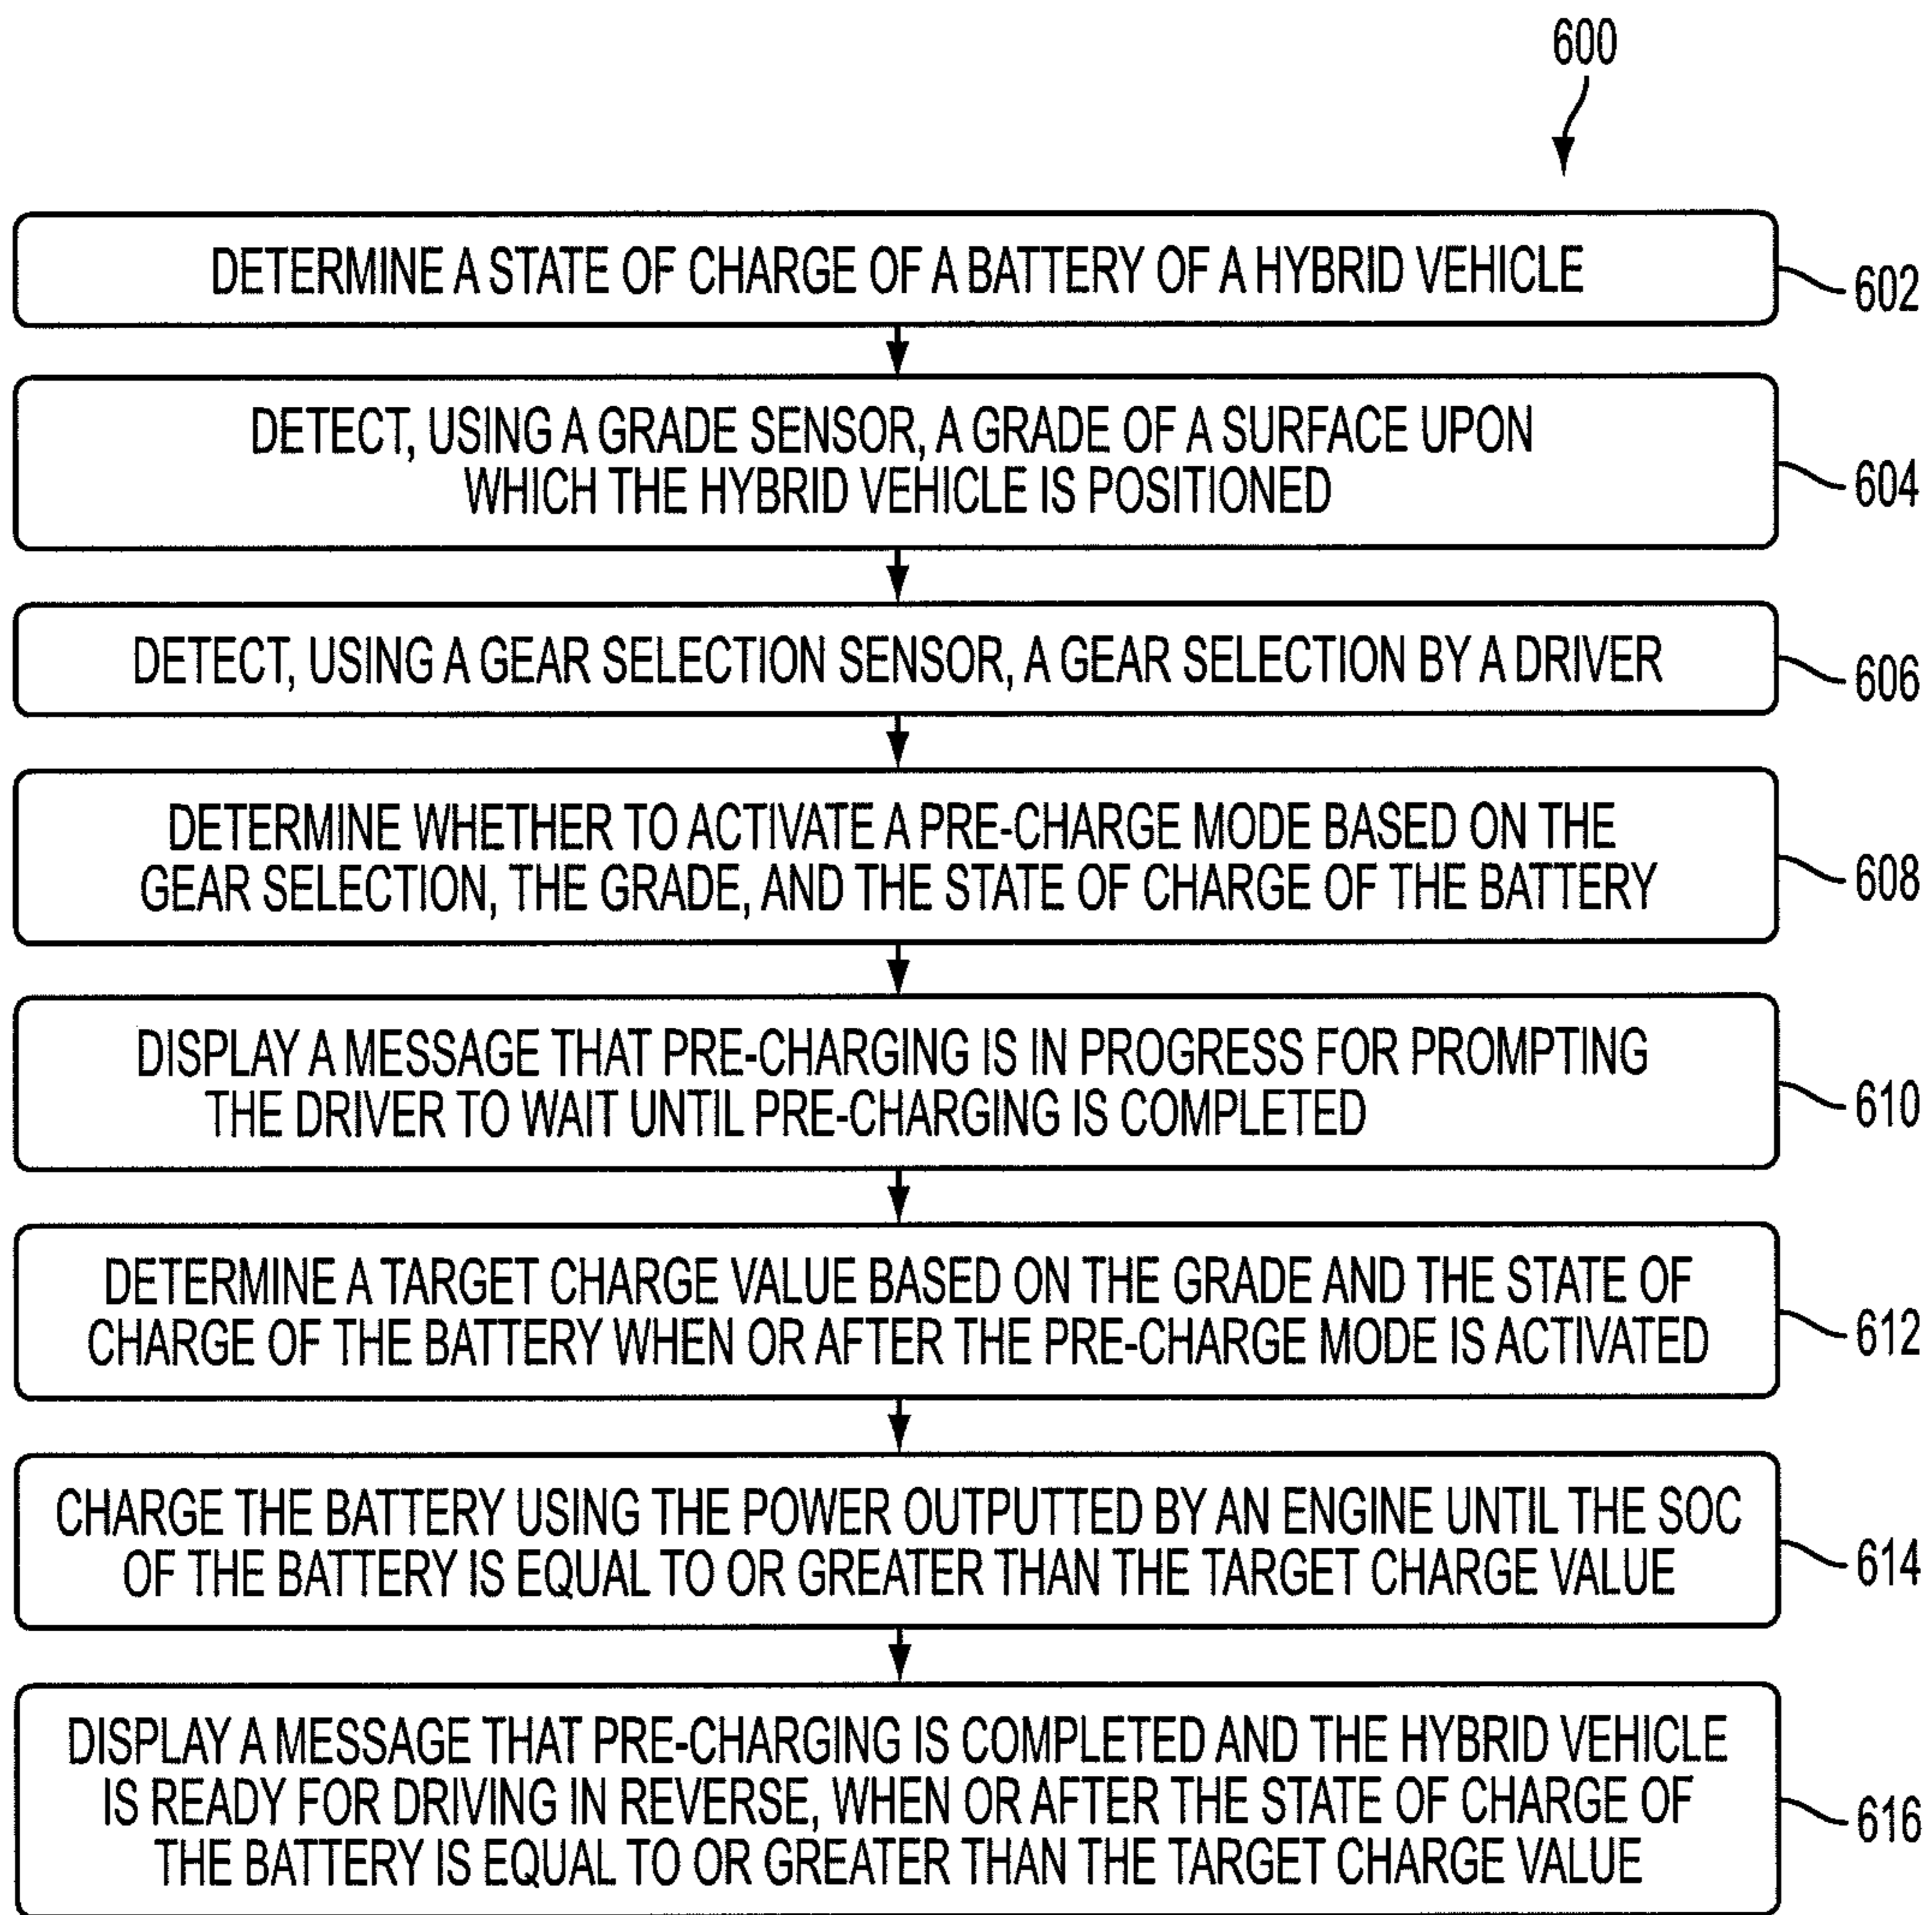 600
DETERMINE A STATE OF CHARGE OF A BATTERY OF A HYBRID VEHICLE
602
DETECT, USING A GRADE SENSOR, A GRADE OF A SURFACE UPON
WHICH THE HYBRID VEHICLE IS POSITIONED
604
DETECT, USING A GEAR SELECTION SENSOR, A GEAR SELECTION BY A DRIVER
606
DETERMINE WHETHER TO ACTIVATE A PRE-CHARGE MODE BASED ON THE
GEAR SELECTION, THE GRADE, AND THE STATE OF CHARGE OF THE BATTERY
608
DISPLAY A MESSAGE THAT PRE-CHARGING IS IN PROGRESS FOR PROMPTING
THE DRIVER TO WAIT UNTIL PRE-CHARGING IS COMPLETED
610
DETERMINE A TARGET CHARGE VALUE BASED ON THE GRADE AND THE STATE OF
CHARGE OF THE BATTERY WHEN OR AFTER THE PRE-CHARGE MODE IS ACTIVATED
612
CHARGE THE BATTERY USING THE POWER OUTPUTTED BY AN ENGINE UNTIL THE SOC
OF THE BATTERY IS EQUAL TO OR GREATER THAN THE TARGET CHARGE VALUE
614
DISPLAY A MESSAGE THAT PRE-CHARGING IS COMPLETED AND THE HYBRID VEHICLE
IS READY FOR DRIVING IN REVERSE, WHEN OR AFTER THE STATE OF CHARGE OF
THE BATTERY IS EQUAL TO OR GREATER THAN THE TARGET CHARGE VALUE
616